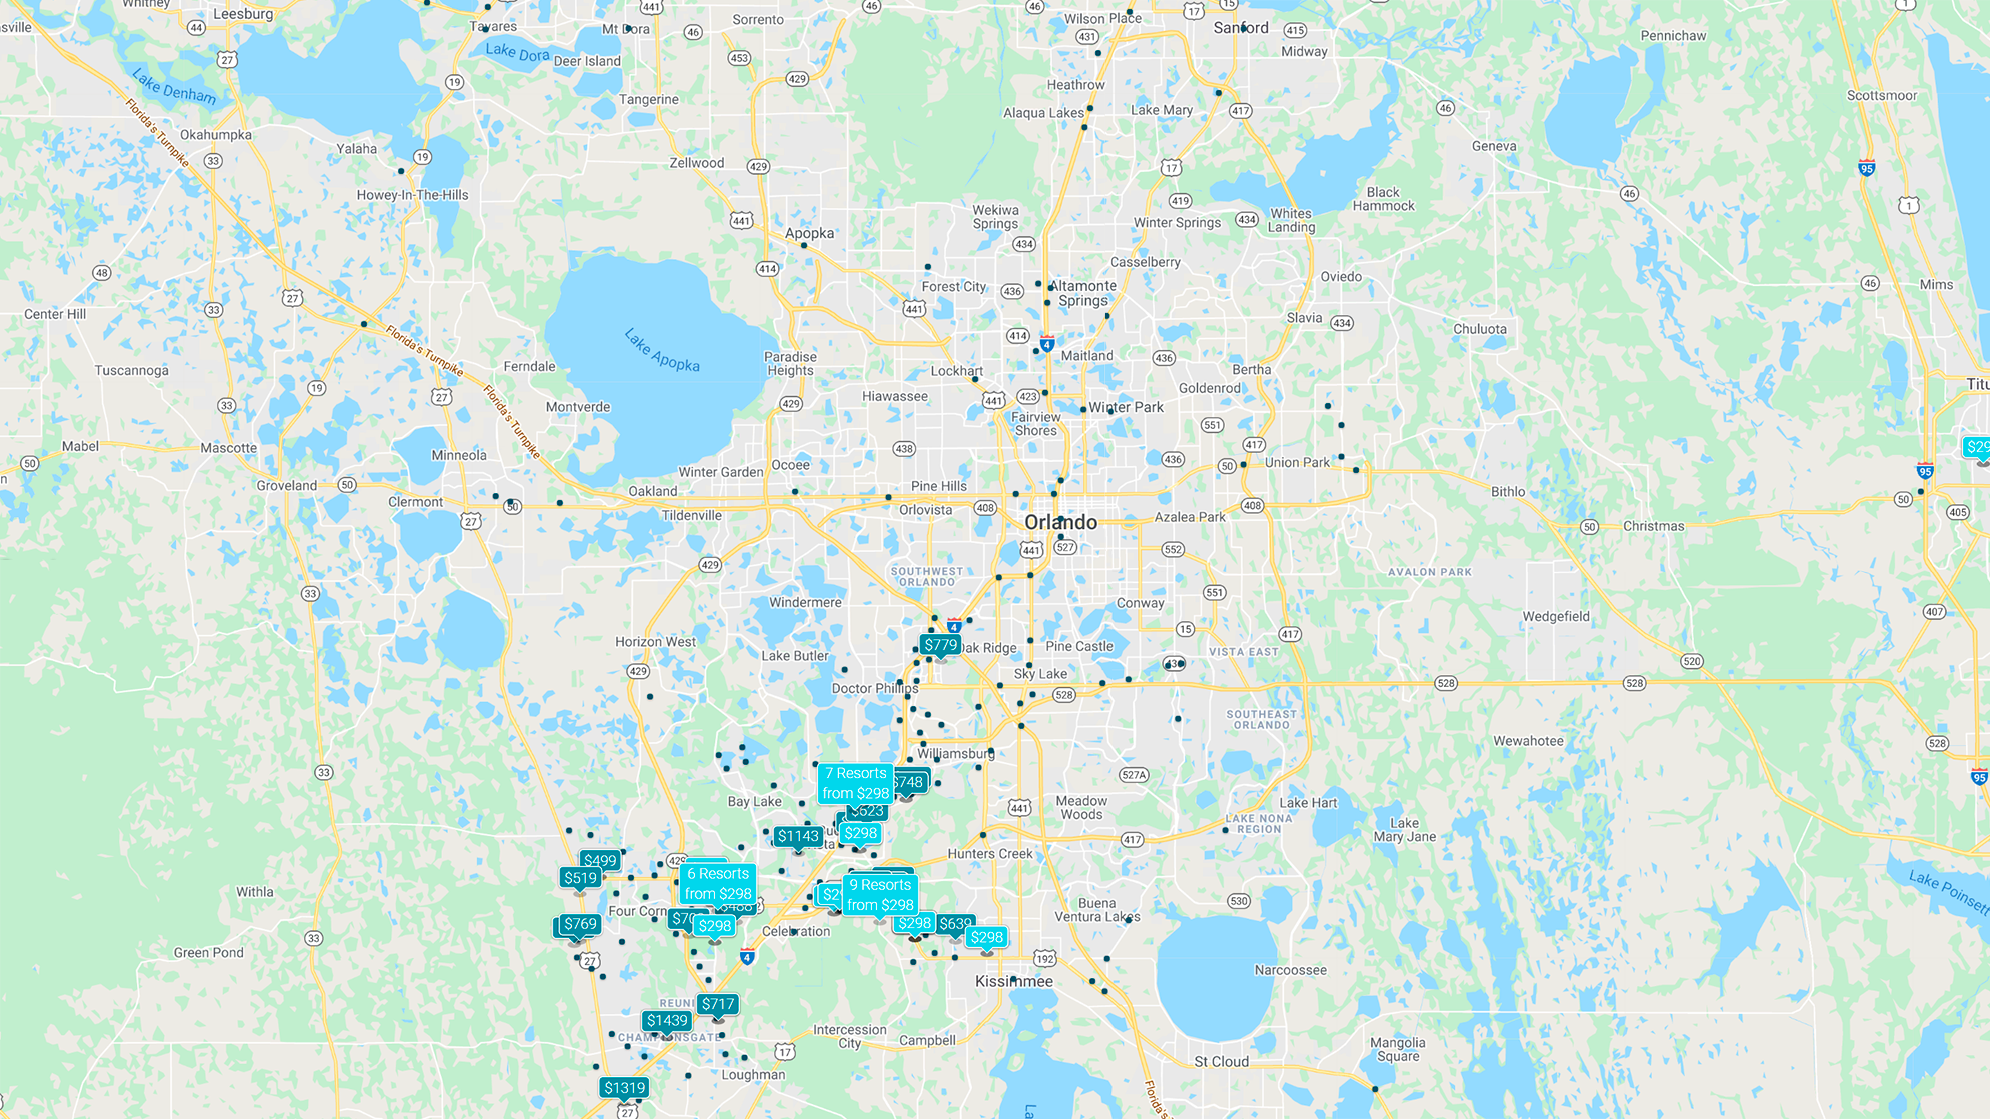 Whitney
Leesburg
44
27
Tavares
441
Mt Dora
46
Sorrento
46
46
Wilson Place
17
15
Sanford
415
Midway
431
1
Pennichaw
Lake Dora
Deer Island
453
429
Heathrow
Lake Denham
19
Tangerine
Alaqua Lakes
Lake Mary
417
46
Scottsmoor
Florida's Turnpike
Okahumpka
33
Yalaha
19
Zellwood
429
17
Geneva
95
Howey-In-The-Hills
441
Apopka
Wekiwa
Springs
434
419
Winter Springs
434
Whites
Landing
Black
Hammock
46
1
48
414
Casselberry
Oviedo
27
33
Forest City
436
Altamonte
Springs
441
46
Mims
Center Hill
Florida's Turnpike
Lake Apopka
414
4
Maitland
436
Slavia
434
Chuluota
Tuscannoga
Ferndale
Paradise
Heights
Lockhart
Bertha
19
33
27
Montverde
429
Hiawassee
441
423
Winter Park
Goldenrod
Fairview
Shores
551
Florida's Turnpike
Mabel
Mascotte
Minneola
438
417
50
Winter Garden
Ocoee
436
50
Union Park
95
Groveland
50
Clermont
50
Oakland
Pine Hills
Orlovista
408
Bithlo
50
405
27
Tildenville
Orlando
Azalea Park
408
50
Christmas
429
441
527
552
SOUTHWEST
ORLANDO
AVALON PARK
33
Windermere
Conway
551
Wedgefield
407
Horizon West
4
15
417
$779
Oak Ridge
Pine Castle
VISTA EAST
Lake Butler
429
Doctor Phillips
Sky Lake
528
520
528
528
SOUTHEAST
ORLANDO
Williamsburg
Wewahotee
528
33
527A
95
7 Resorts
from $298
$748
Bay Lake
$623
441
Meadow
Woods
Lake Hart
LAKE NONA
REGION
Lake
Mary Jane
$1143
$298
417
Hunters Creek
$499
$519
6 Resorts
from $298
9 Resorts
from $298
Withla
Lake Poinsett
530
Buena
Ventura Lakes
$769
$298
Celebration
$298
$298
33
Green Pond
27
4
192
Kissimmee
Narcoossee
$717
$1439
Intercession
City
Campbell
17
Loughman
St Cloud
Mangolia
Square
$1319
27
Florida's